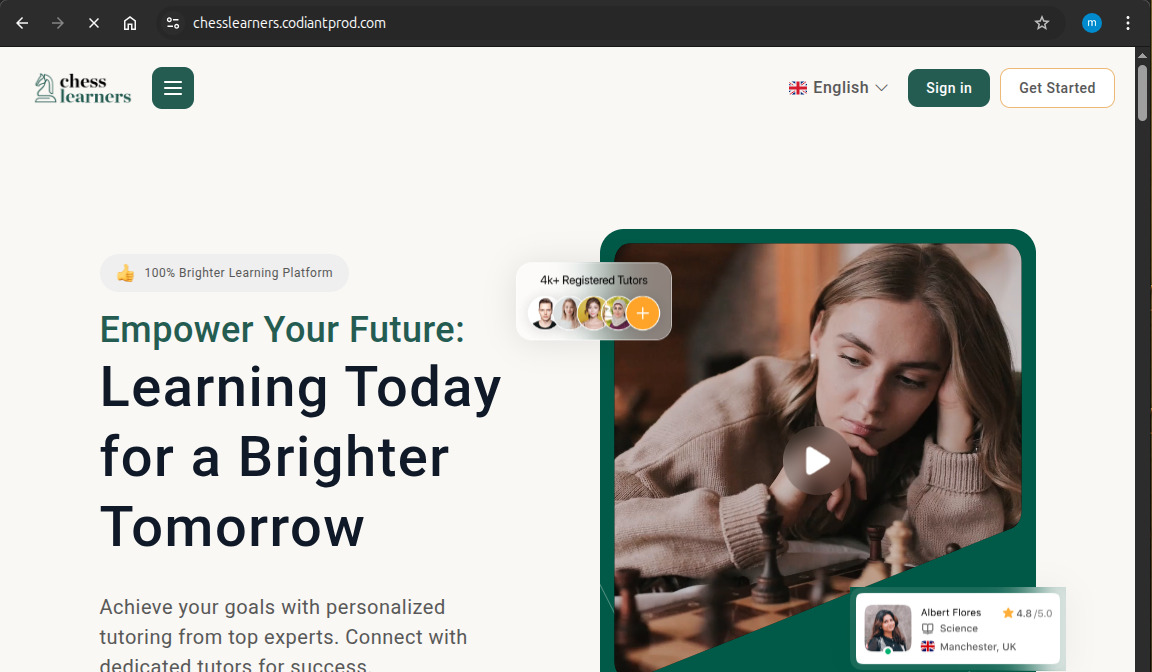 chesslearners.codiantprod.com
m
chess
learners
English
Sign in
Get Started
100% Brighter Learning Platform
4k+ Registered Tutors
Empower Your Future:
Learning Today
for a Brighter
Tomorrow
Achieve your goals with personalized
tutoring from top experts. Connect with
dedicated tutors for success.
Albert Flores
4.8 /5.0
Science
Manchester, UK